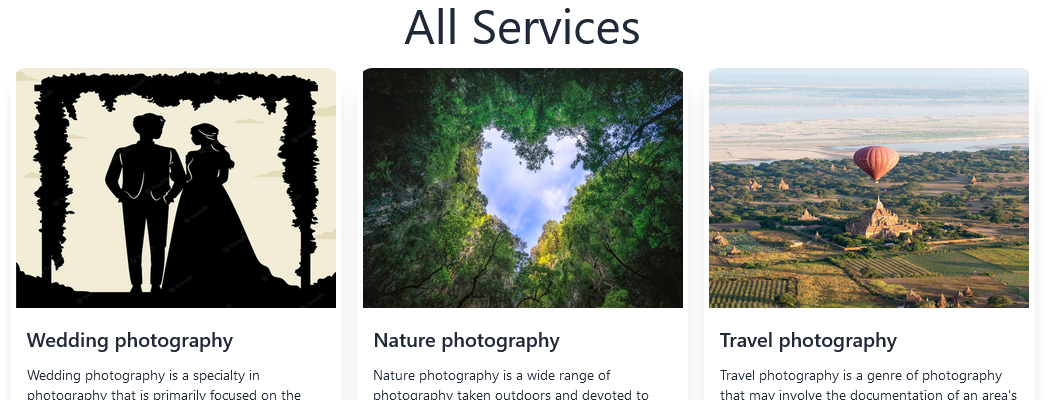 All Services
Wedding photography
Wedding photography is a specialty in
photography that is primarily focused on the
Nature photography
Nature photography is a wide range of
photography taken outdoors and devoted to
Travel photography
Travel photography is a genre of photography
that may involve the documentation of an area's